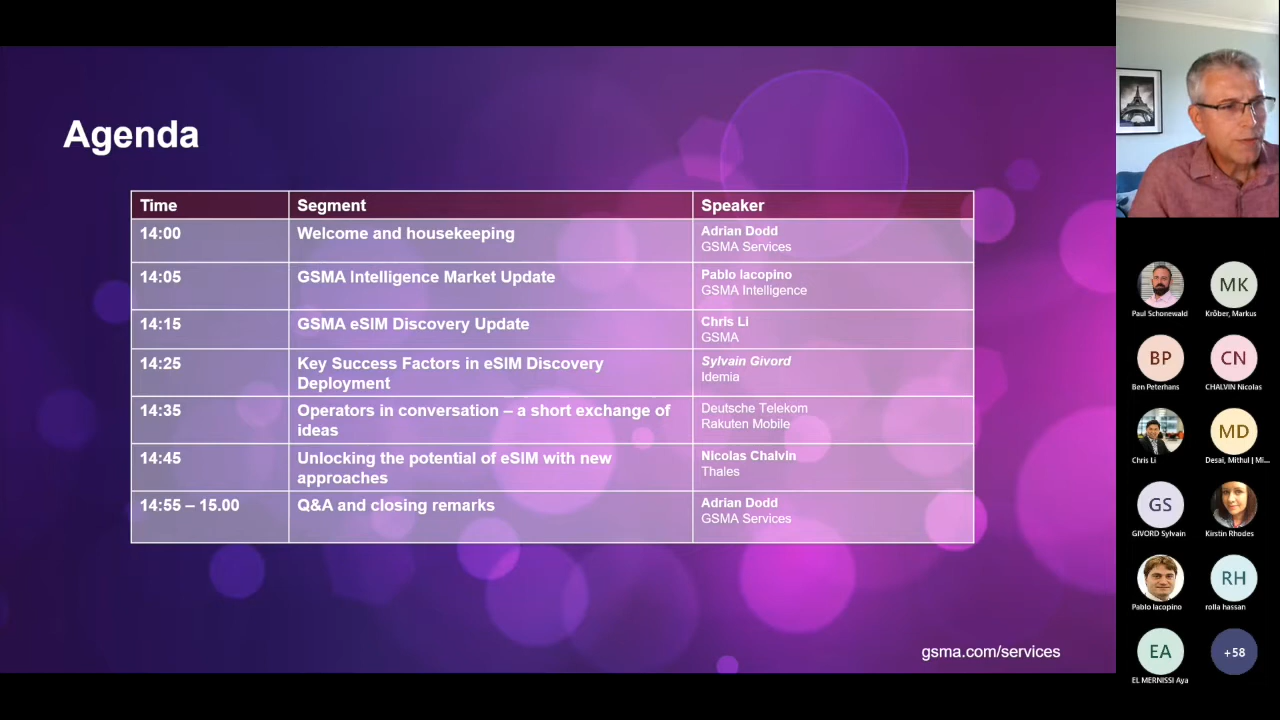 Agenda
Time Segment Speaker
14:00 Welcome and housekeeping Adrian Dodd
GSMA Services
14:05 GSMA Intelligence Market Update Pablo Iacopino
GSMA Intelligence
14:15 GSMA eSIM Discovery Update Chris Li
GSMA
14:25 Key Success Factors in eSIM Discovery
Deployment
Sylvain Givord
Idemia
14:35 Operators in conversation – a short exchange of
ideas
Deutsche Telekom
Rakuten Mobile
14:45 Unlocking the potential of eSIM with new
approaches
Nicolas Chalvin
Thales
14:55 – 15.00 Q&A and closing remarks Adrian Dodd
GSMA Services
gsma.com/services
Paul Schonewald
MK
Kröber, Markus
BP
Ben Peterhans
CN
CHALVIN Nicolas
Chris Li
MD
Desai, Mithul | Mi...
GS
GIVORD Sylvain
Kirstin Rhodes
Pablo Iacopino
RH
rolla hassan
EA
EL MERNISSI Aya
+58